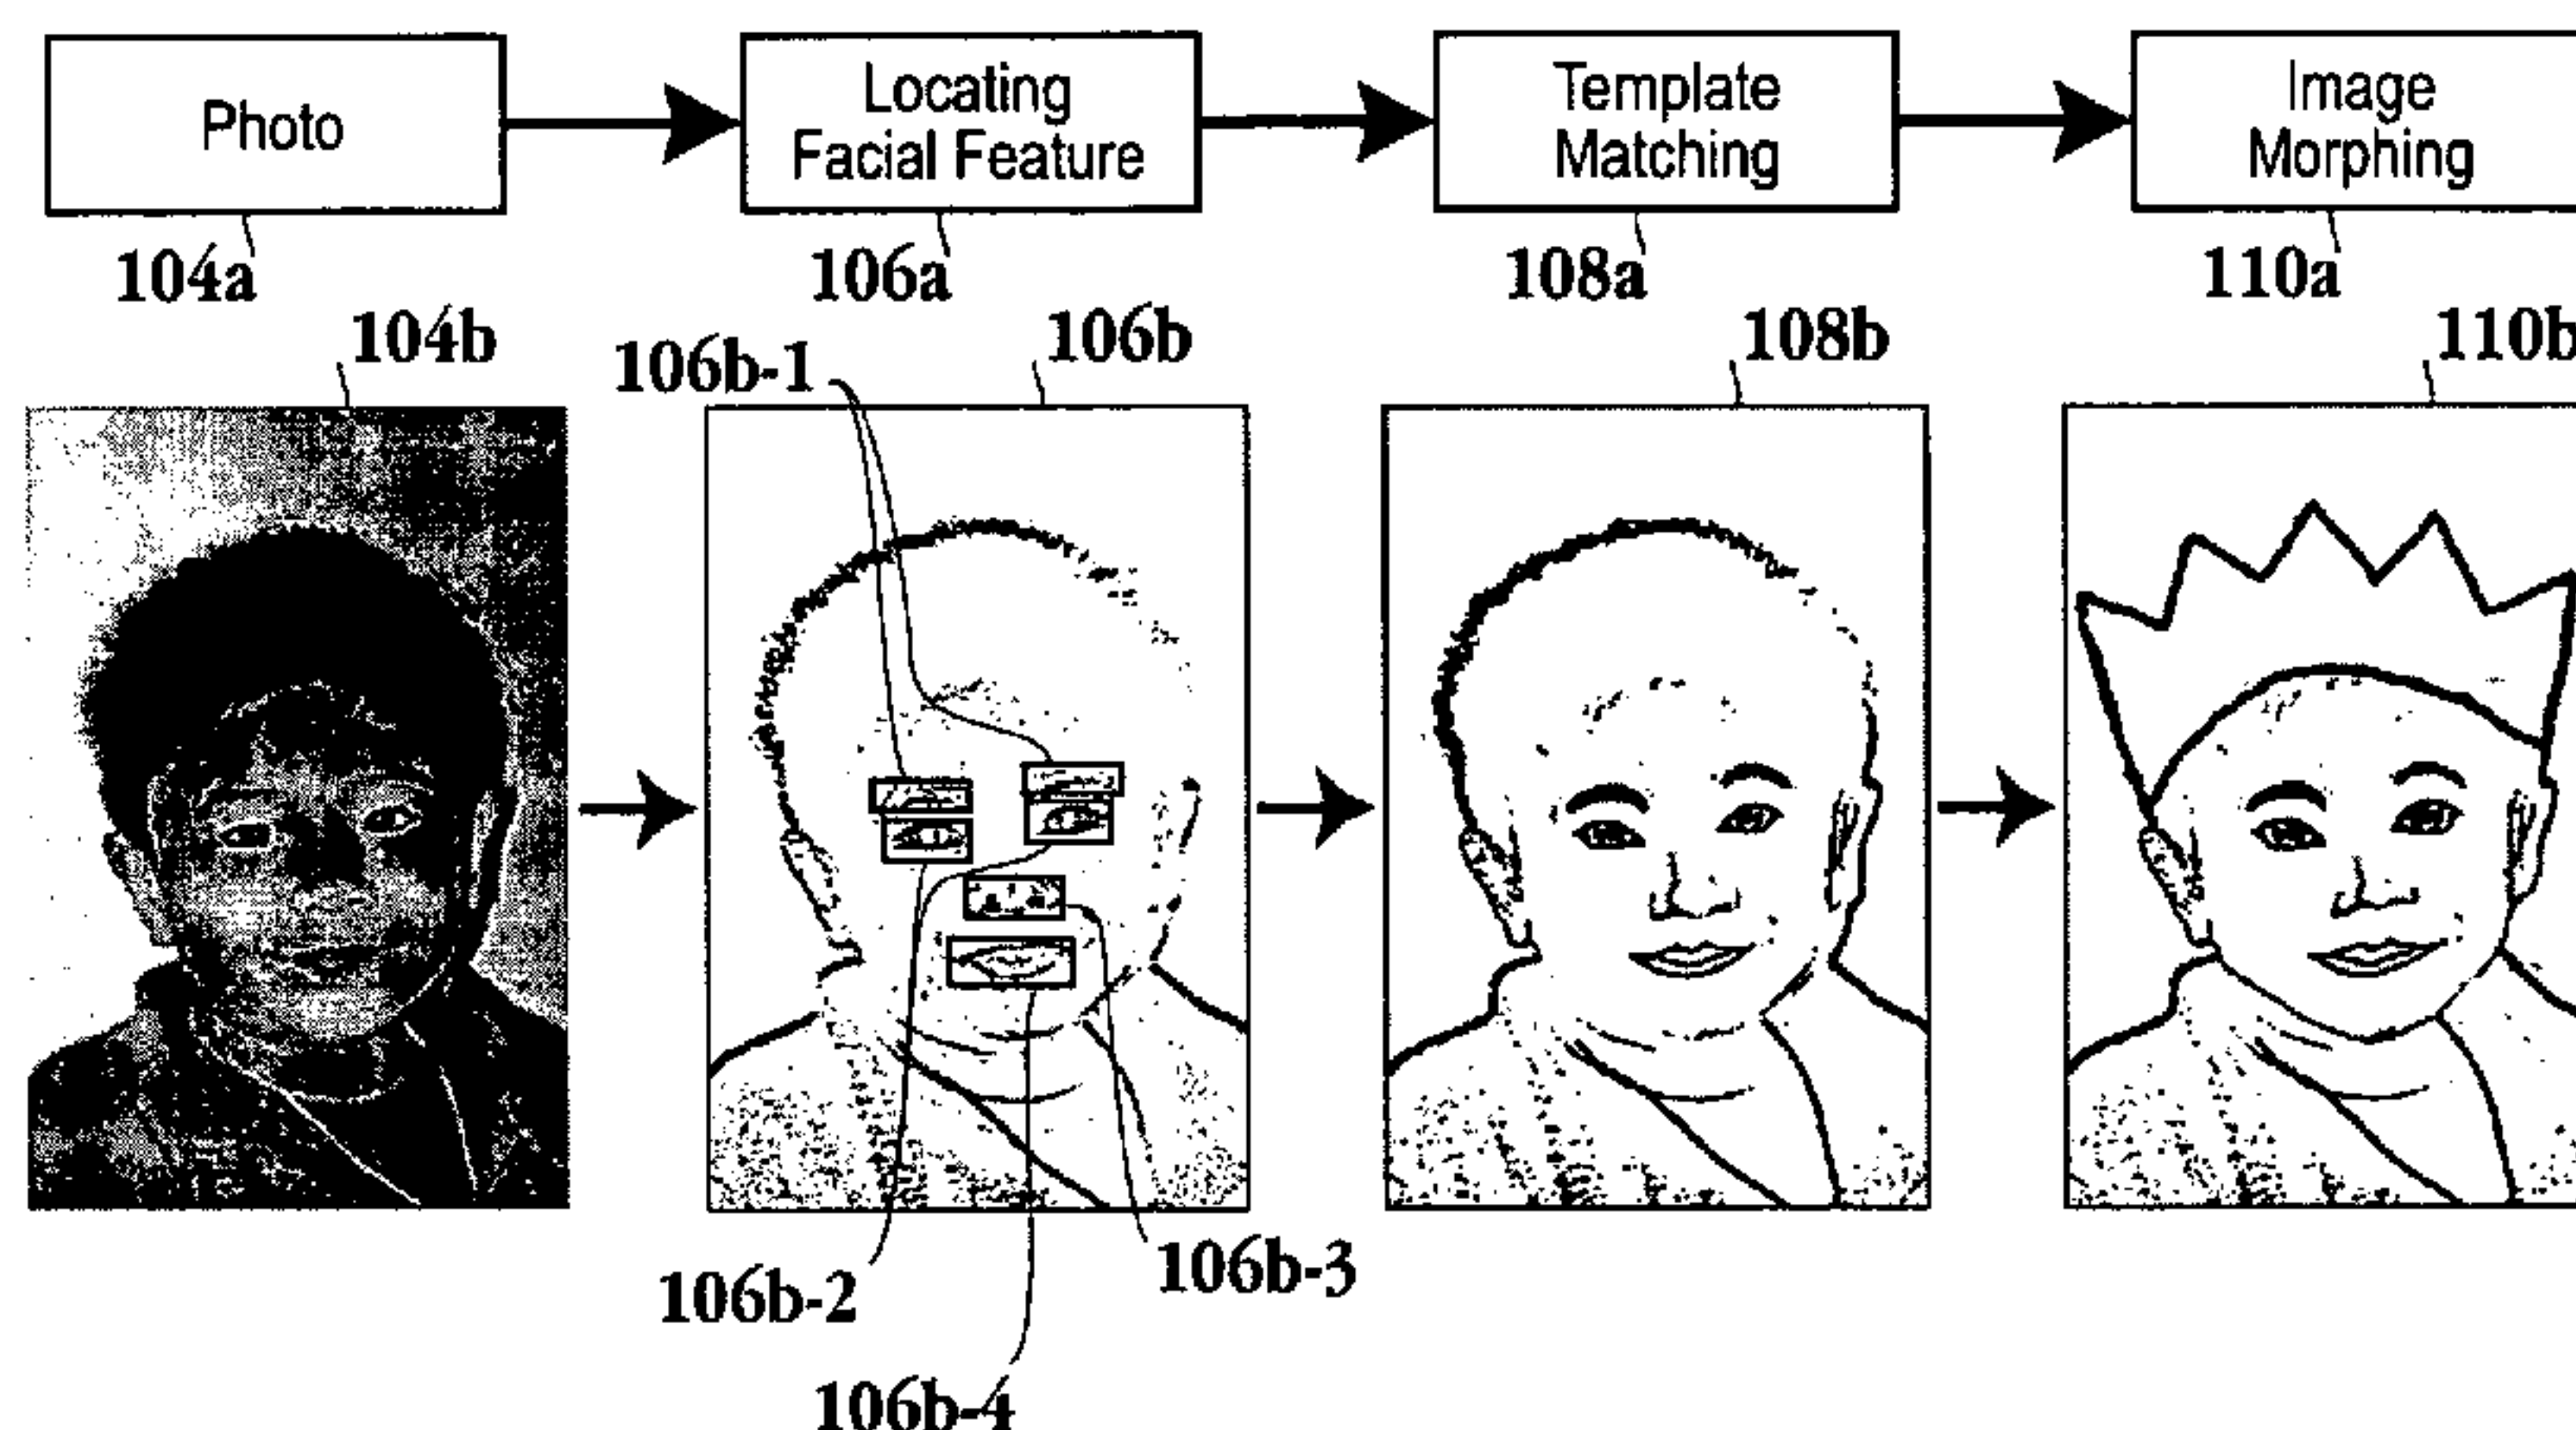 Photo
Locating
Facial Feature
Template
Matching
Image
Morphing
104a
106a
108a
110a
104b
106b-1
106b
108b
110b
106b-2
106b-3
106b-4